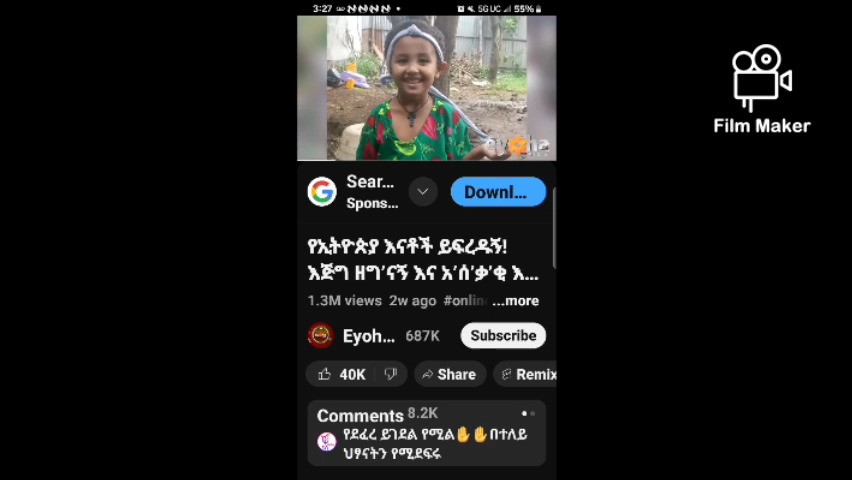 3:27
5G UC 55%
Film Maker
Sear...
Spons...
Downl...
የኢትዮጵያ እናቶች ይፍረዱኝ!
እጅግ ዘግ'ናኝ እና አ'ሰ'ቃ'ቂ እ...
1.3M views 2w ago #onlin ...more
Eyoh... 687K Subscribe
40K Share Remix
Comments 8.2K
የደፈረ ይገደል የሚል✋✋በተለይ
ህፃናትን የሚደፍሩ